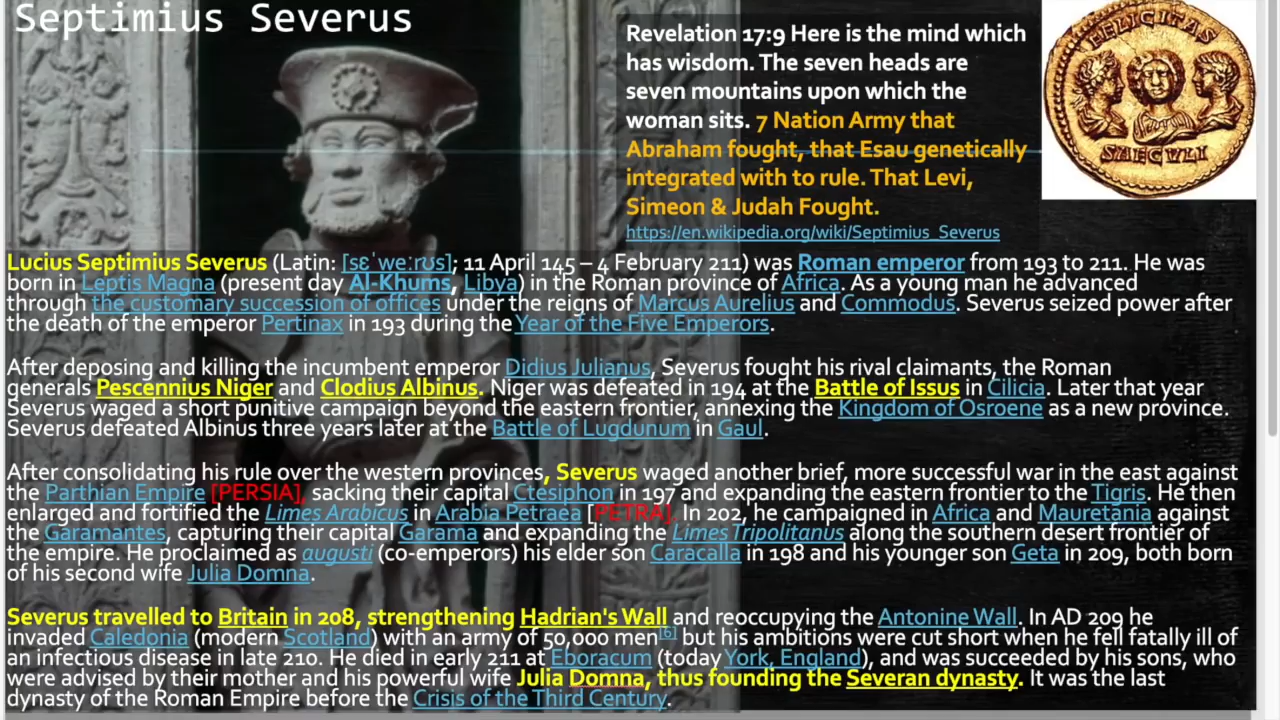 Septimius Severus
Revelation 17:9 Here is the mind which
has wisdom. The seven heads are
seven mountains upon which the
woman sits. 7 Nation Army that
Abraham fought, that Esau genetically
integrated with to rule. That Levi,
Simeon & Judah Fought.
https://en.wikipedia.org/wiki/Septimius_Severus
FELICITAS
SAECVLI
Lucius Septimius Severus (Latin: [sɛˈweːrʊs]; 11 April 145 – 4 February 211) was Roman emperor from 193 to 211. He was
born in Leptis Magna (present day Al-Khums, Libya) in the Roman province of Africa. As a young man he advanced
through the customary succession of offices under the reigns of Marcus Aurelius and Commodus. Severus seized power after
the death of the emperor Pertinax in 193 during the Year of the Five Emperors.
After deposing and killing the incumbent emperor Didius Julianus, Severus fought his rival claimants, the Roman
generals Pescennius Niger and Clodius Albinus. Niger was defeated in 194 at the Battle of Issus in Cilicia. Later that year
Severus waged a short punitive campaign beyond the eastern frontier, annexing the Kingdom of Osroene as a new province.
Severus defeated Albinus three years later at the Battle of Lugdunum in Gaul.
After consolidating his rule over the western provinces, Severus waged another brief, more successful war in the east against
the Parthian Empire [PERSIA], sacking their capital Ctesiphon in 197 and expanding the eastern frontier to the Tigris. He then
enlarged and fortified the Limes Arabicus in Arabia Petraea [PETRA]. In 202, he campaigned in Africa and Mauretania against
the Garamantes, capturing their capital Garama and expanding the Limes Tripolitanus along the southern desert frontier of
the empire. He proclaimed as augusti (co-emperors) his elder son Caracalla in 198 and his younger son Geta in 209, both born
of his second wife Julia Domna.
Severus travelled to Britain in 208, strengthening Hadrian's Wall and reoccupying the Antonine Wall. In AD 209 he
invaded Caledonia (modern Scotland) with an army of 50,000 men[6] but his ambitions were cut short when he fell fatally ill of
an infectious disease in late 210. He died in early 211 at Eboracum (today York, England), and was succeeded by his sons, who
were advised by their mother and his powerful wife Julia Domna, thus founding the Severan dynasty. It was the last
dynasty of the Roman Empire before the Crisis of the Third Century.